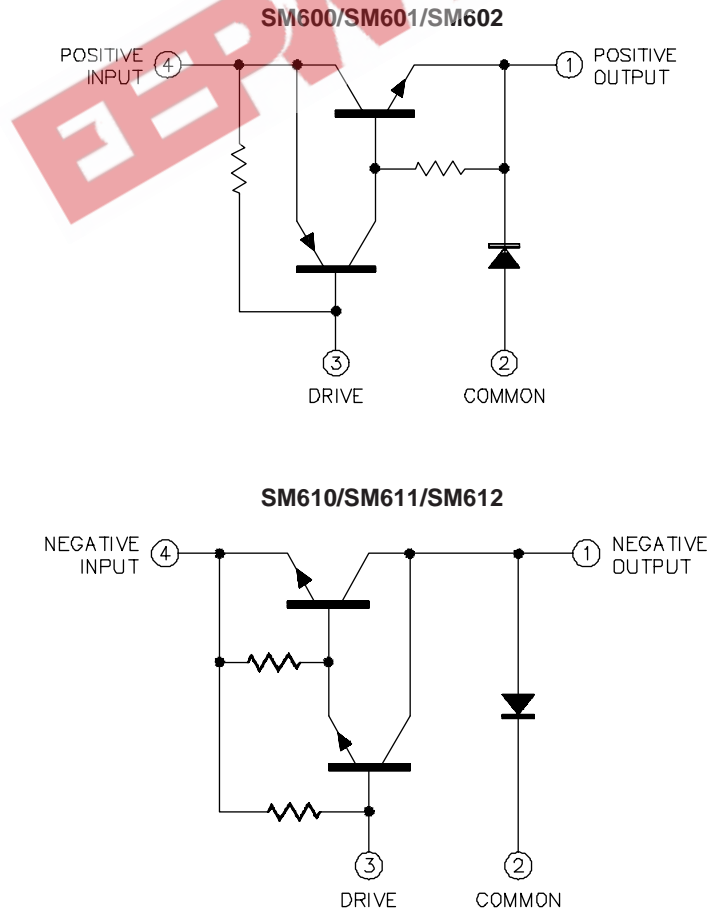 SM600/SM601/SM602
POSITIVE
INPUT
4
1
POSITIVE
OUTPUT
3
2
DRIVE
COMMON
SM610/SM611/SM612
NEGATIVE
INPUT
4
1
NEGATIVE
OUTPUT
3
2
DRIVE
COMMON